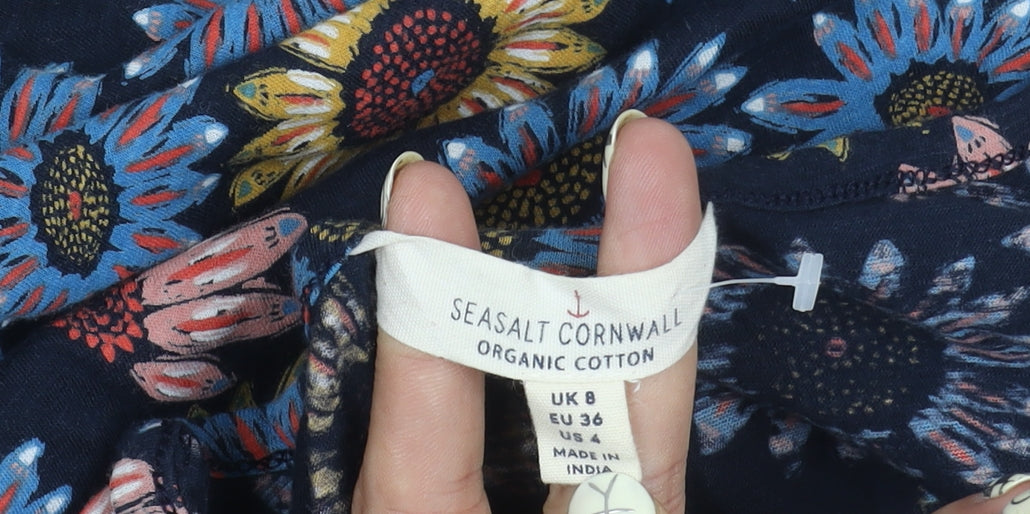 SEASALT CORNWALL
ORGANIC COTTON
UK 8
EU 36
US 4
MADE IN
INDIA